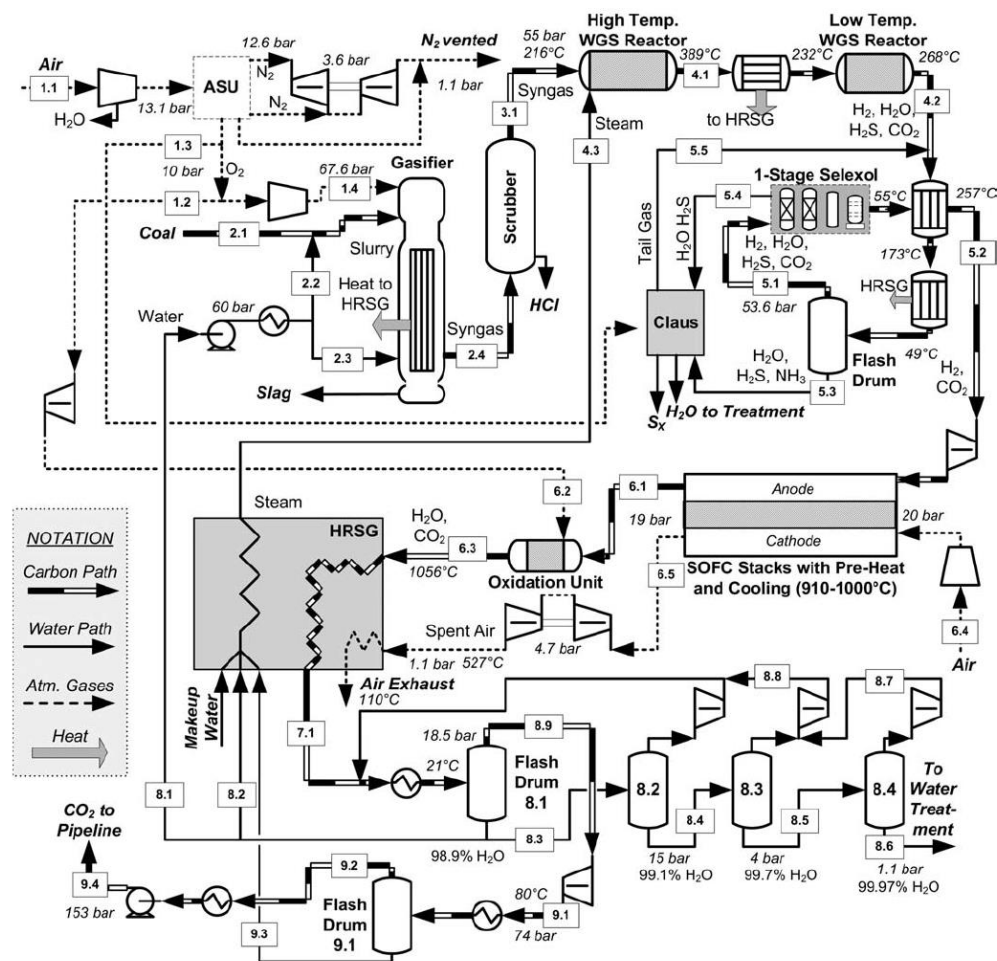 High Temp.
WGS Reactor
Low Temp.
WGS Reactor
55 bar
216°C
389°C
4.1
232°C
268°C
4.2
to HRSG
H₂, H₂O,
H₂S, CO₂
Air
1.1
H₂O
13.1 bar
ASU
12.6 bar
N₂
N₂
3.6 bar
N₂ vented
1.1 bar
3.1
Syngas
Steam
4.3
1.3
10 bar
O₂
1.2
1.4
67.6 bar
Gasifier
Coal
2.1
Slurry
2.2
Water
60 bar
2.3
Heat to
HRSG
Syngas
2.4
Slag
Scrubber
HCl
5.5
5.4
1-Stage Selexol
55°C
257°C
5.2
Tail Gas
H₂O H₂S
H₂, H₂O,
H₂S, CO₂
5.1
53.6 bar
173°C
HRSG
49°C
Flash
Drum
Claus
H₂O,
H₂S, NH₃
5.3
Sx
H₂O to Treatment
H₂,
CO₂
NOTATION
Carbon Path
Water Path
Atm. Gases
Heat
Steam
HRSG
H₂O,
CO₂
6.3
1056°C
6.2
Oxidation Unit
6.1
19 bar
6.5
Anode
Cathode
20 bar
SOFC Stacks with Pre-Heat
and Cooling (910-1000°C)
6.4
Air
Spent Air
1.1 bar
527°C
4.7 bar
Air Exhaust
110°C
Makeup
Water
7.1
8.1
8.2
18.5 bar
21°C
8.9
Flash
Drum
8.1
8.3
98.9% H₂O
8.8
8.7
8.2
8.4
15 bar
99.1% H₂O
8.3
8.5
4 bar
99.7% H₂O
8.4
8.6
1.1 bar
99.97% H₂O
To
Water
Treat-
ment
CO₂ to
Pipeline
9.4
153 bar
9.2
9.3
Flash
Drum
9.1
80°C
9.1
74 bar